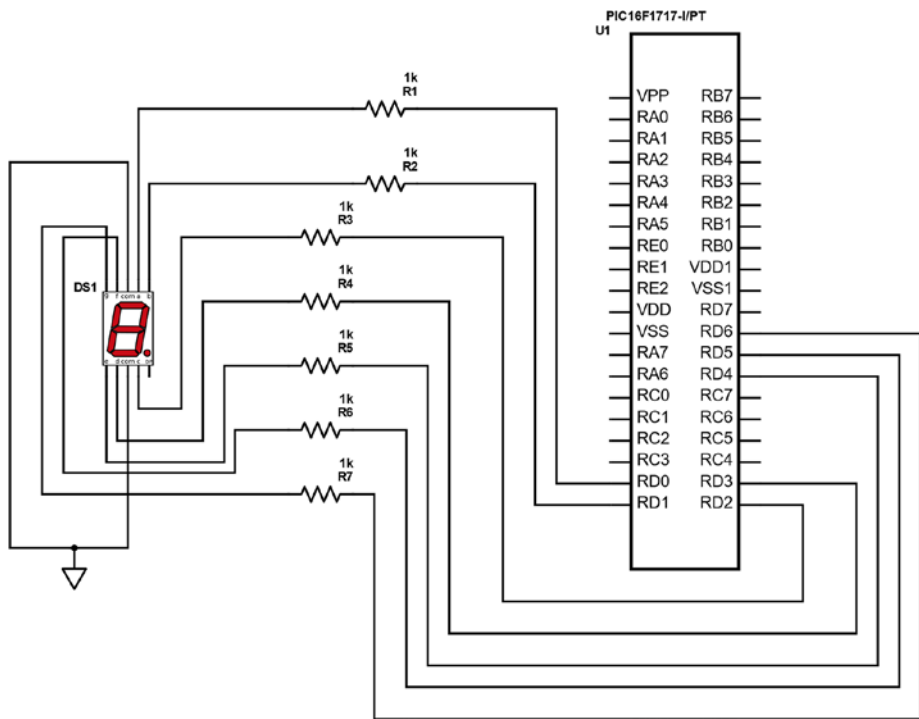 PIC16F1717-I/PT
U1
1k
R1
1k
R2
1k
R3
1k
R4
1k
R5
1k
R6
1k
R7
DS1
g f com a b
e d com c
VPP RB7
RA0 RB6
RA1 RB5
RA2 RB4
RA3 RB3
RA4 RB2
RA5 RB1
RE0 RB0
RE1 VDD1
RE2 VSS1
VDD RD7
VSS RD6
RA7 RD5
RA6 RD4
RC0 RC7
RC1 RC6
RC2 RC5
RC3 RC4
RD0 RD3
RD1 RD2